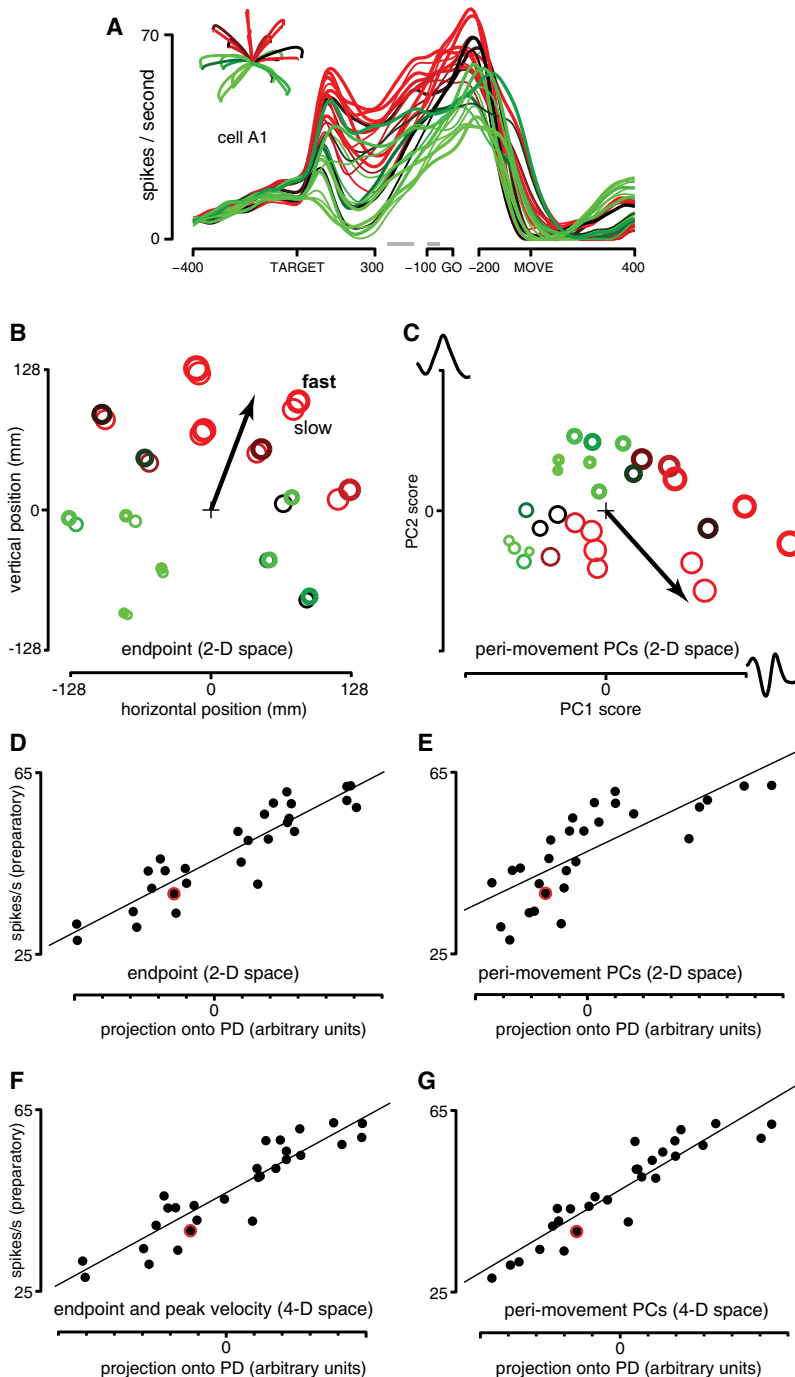 A
70
spikes / second
cell A1
0
−400
TARGET
300
−100
GO
−200
MOVE
400
B
128
fast
slow
vertical position (mm)
0
-128
endpoint (2-D space)
-128
0
128
horizontal position (mm)
C
PC2 score
0
peri-movement PCs (2-D space)
0
PC1 score
D
65
spikes/s (preparatory)
25
endpoint (2-D space)
0
projection onto PD (arbitrary units)
E
65
25
peri-movement PCs (2-D space)
0
projection onto PD (arbitrary units)
F
65
spikes/s (preparatory)
25
endpoint and peak velocity (4-D space)
0
projection onto PD (arbitrary units)
G
65
25
peri-movement PCs (4-D space)
0
projection onto PD (arbitrary units)